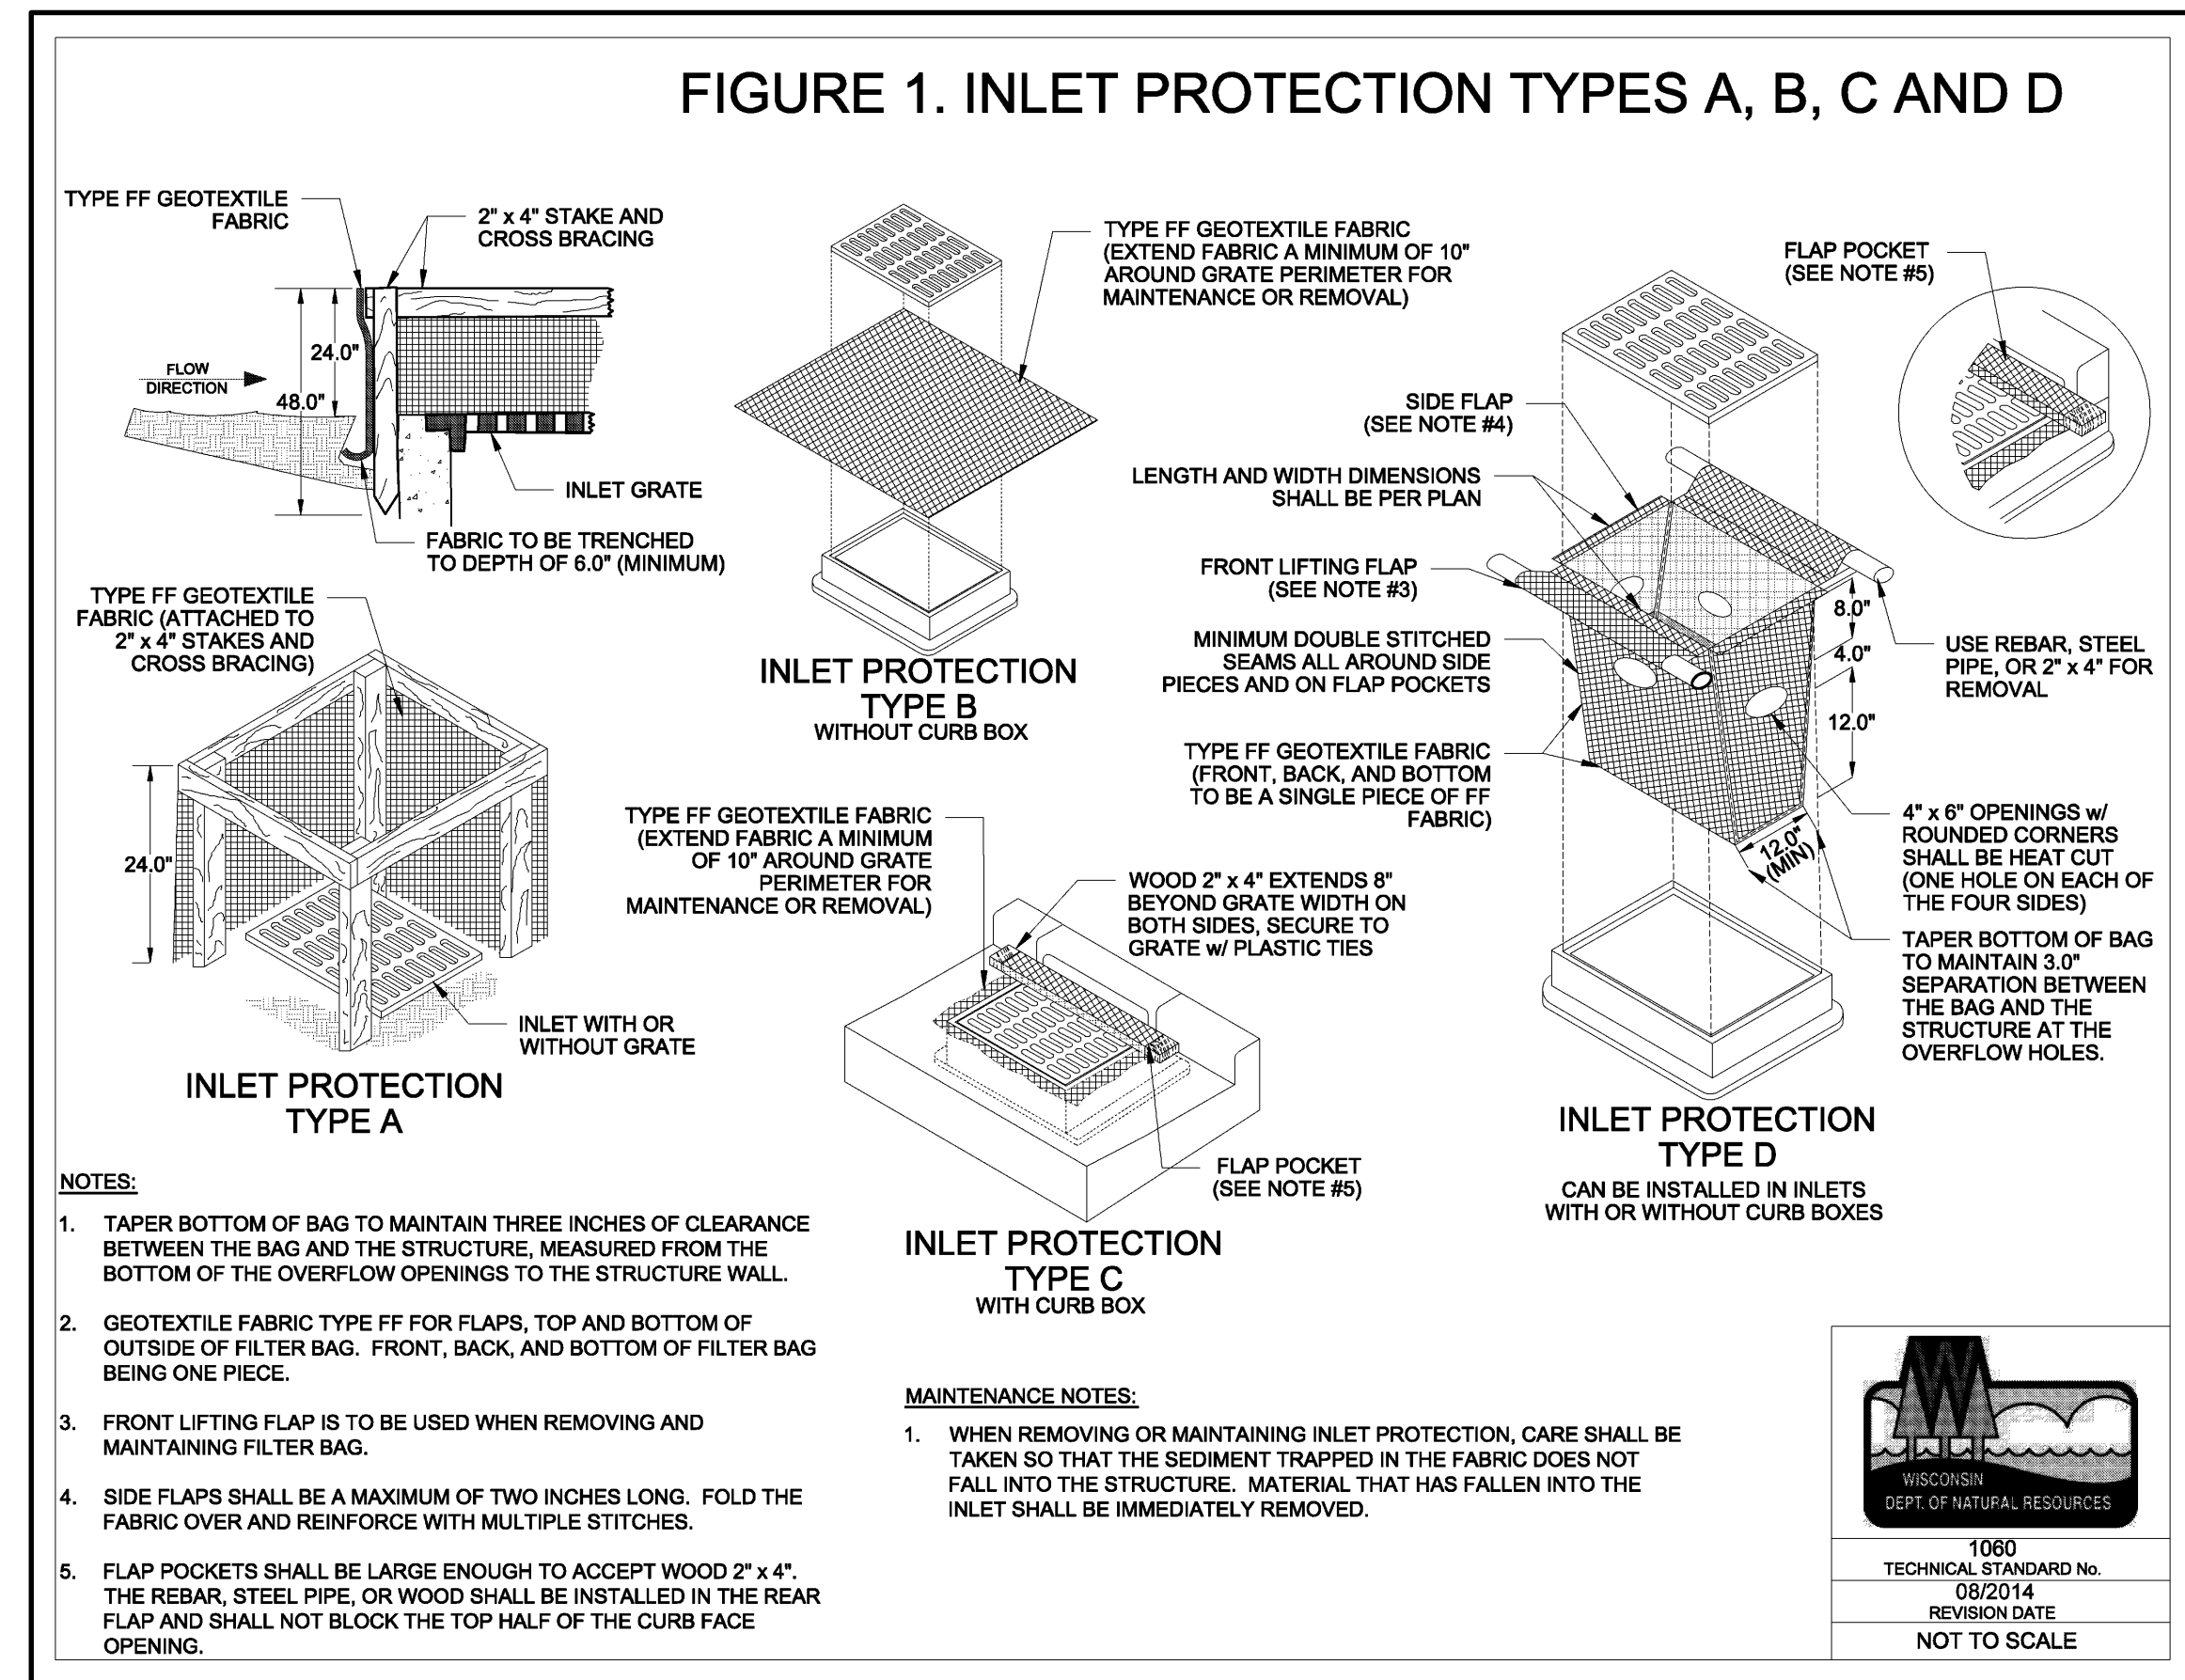 FIGURE 1. INLET PROTECTION TYPES A, B, C AND D
TYPE FF GEOTEXTILE
FABRIC
2" x 4" STAKE AND
CROSS BRACING
24.0"
FLOW
DIRECTION
48.0"
INLET GRATE
FABRIC TO BE TRENCHED
TO DEPTH OF 6.0" (MINIMUM)
TYPE FF GEOTEXTILE
FABRIC (ATTACHED TO
2" x 4" STAKES AND
CROSS BRACING)
24.0"
INLET WITH OR
WITHOUT GRATE
INLET PROTECTION
TYPE A
TYPE FF GEOTEXTILE FABRIC
(EXTEND FABRIC A MINIMUM OF 10"
AROUND GRATE PERIMETER FOR
MAINTENANCE OR REMOVAL)
INLET PROTECTION
TYPE B
WITHOUT CURB BOX
TYPE FF GEOTEXTILE FABRIC
(EXTEND FABRIC A MINIMUM
OF 10" AROUND GRATE
PERIMETER FOR
MAINTENANCE OR REMOVAL)
WOOD 2" x 4" EXTENDS 8"
BEYOND GRATE WIDTH ON
BOTH SIDES, SECURE TO
GRATE w/ PLASTIC TIES
FLAP POCKET
(SEE NOTE #5)
INLET PROTECTION
TYPE C
WITH CURB BOX
FLAP POCKET
(SEE NOTE #5)
SIDE FLAP
(SEE NOTE #4)
LENGTH AND WIDTH DIMENSIONS
SHALL BE PER PLAN
FRONT LIFTING FLAP
(SEE NOTE #3)
MINIMUM DOUBLE STITCHED
SEAMS ALL AROUND SIDE
PIECES AND ON FLAP POCKETS
TYPE FF GEOTEXTILE FABRIC
(FRONT, BACK, AND BOTTOM
TO BE A SINGLE PIECE OF FF
FABRIC)
8.0"
4.0"
12.0"
12.0"
(MIN)
USE REBAR, STEEL
PIPE, OR 2" x 4" FOR
REMOVAL
4" x 6" OPENINGS w/
ROUNDED CORNERS
SHALL BE HEAT CUT
(ONE HOLE ON EACH OF
THE FOUR SIDES)
TAPER BOTTOM OF BAG
TO MAINTAIN 3.0"
SEPARATION BETWEEN
THE BAG AND THE
STRUCTURE AT THE
OVERFLOW HOLES.
INLET PROTECTION
TYPE D
CAN BE INSTALLED IN INLETS
WITH OR WITHOUT CURB BOXES
NOTES:
1. TAPER BOTTOM OF BAG TO MAINTAIN THREE INCHES OF CLEARANCE
BETWEEN THE BAG AND THE STRUCTURE, MEASURED FROM THE
BOTTOM OF THE OVERFLOW OPENINGS TO THE STRUCTURE WALL.
2. GEOTEXTILE FABRIC TYPE FF FOR FLAPS, TOP AND BOTTOM OF
OUTSIDE OF FILTER BAG. FRONT, BACK, AND BOTTOM OF FILTER BAG
BEING ONE PIECE.
3. FRONT LIFTING FLAP IS TO BE USED WHEN REMOVING AND
MAINTAINING FILTER BAG.
4. SIDE FLAPS SHALL BE A MAXIMUM OF TWO INCHES LONG. FOLD THE
FABRIC OVER AND REINFORCE WITH MULTIPLE STITCHES.
5. FLAP POCKETS SHALL BE LARGE ENOUGH TO ACCEPT WOOD 2" x 4".
THE REBAR, STEEL PIPE, OR WOOD SHALL BE INSTALLED IN THE REAR
FLAP AND SHALL NOT BLOCK THE TOP HALF OF THE CURB FACE
OPENING.
MAINTENANCE NOTES:
1. WHEN REMOVING OR MAINTAINING INLET PROTECTION, CARE SHALL BE
TAKEN SO THAT THE SEDIMENT TRAPPED IN THE FABRIC DOES NOT
FALL INTO THE STRUCTURE. MATERIAL THAT HAS FALLEN INTO THE
INLET SHALL BE IMMEDIATELY REMOVED.
WISCONSIN
DEPT. OF NATURAL RESOURCES
1060
TECHNICAL STANDARD No.
08/2014
REVISION DATE
NOT TO SCALE